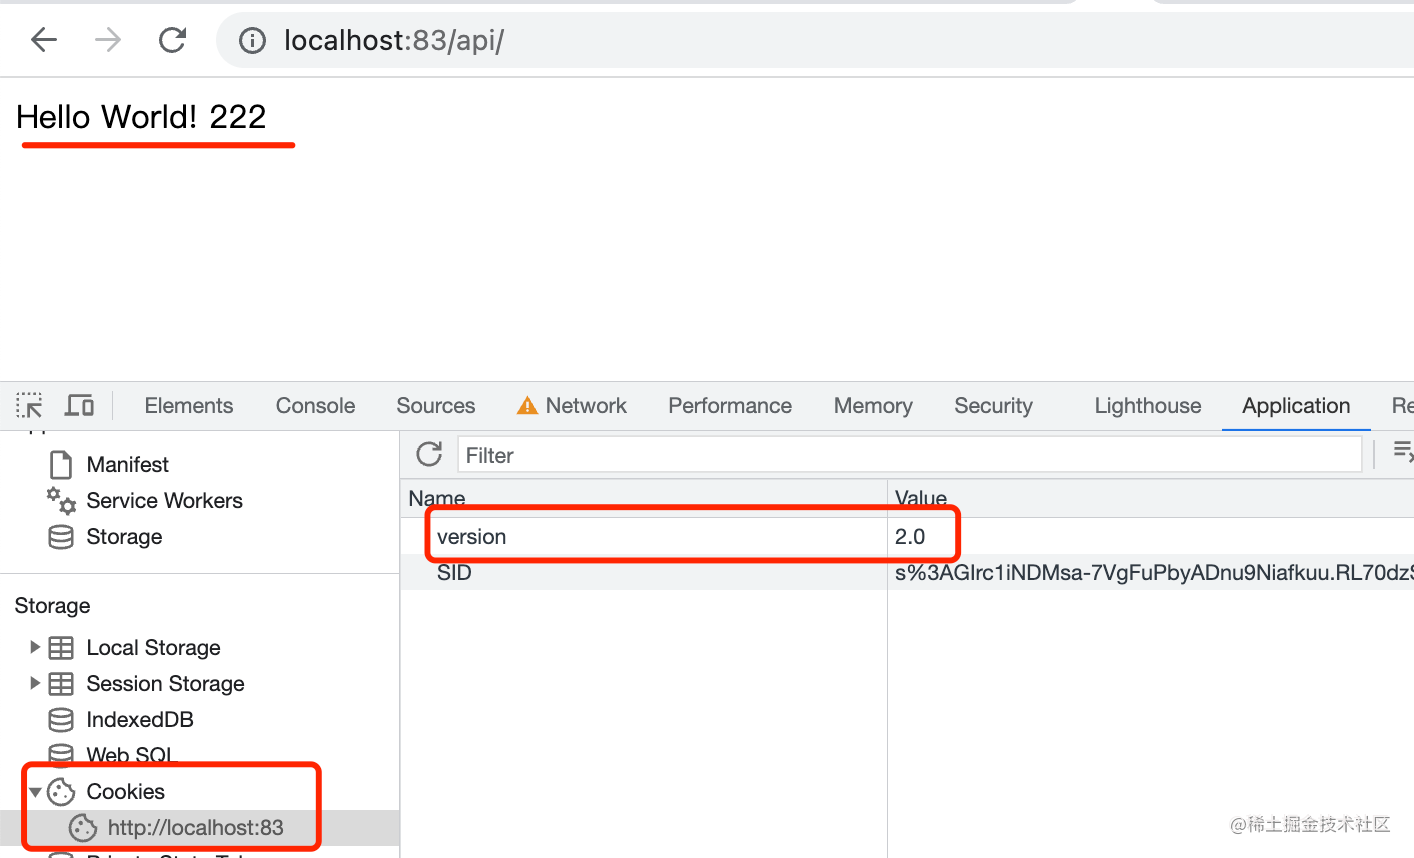 localhost:83/api/
Hello World! 222
Elements Console Sources Network Performance Memory Security Lighthouse Application Re
Manifest
Service Workers
Storage
Storage
Local Storage
Session Storage
IndexedDB
Web SQL
Cookies
http://localhost:83
Filter
Name Value
version 2.0
SID s%3AGIrc1iNDMsa-7VgFuPbyADnu9Niafkuu.RL70dzS
@稀土掘金技术社区